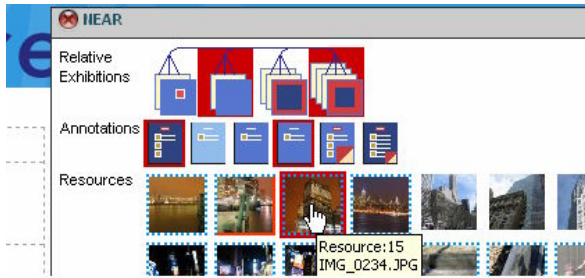 NEAR
Relative
Exhibitions
Annotations
Resources
Resource:15
IMG_0234.JPG